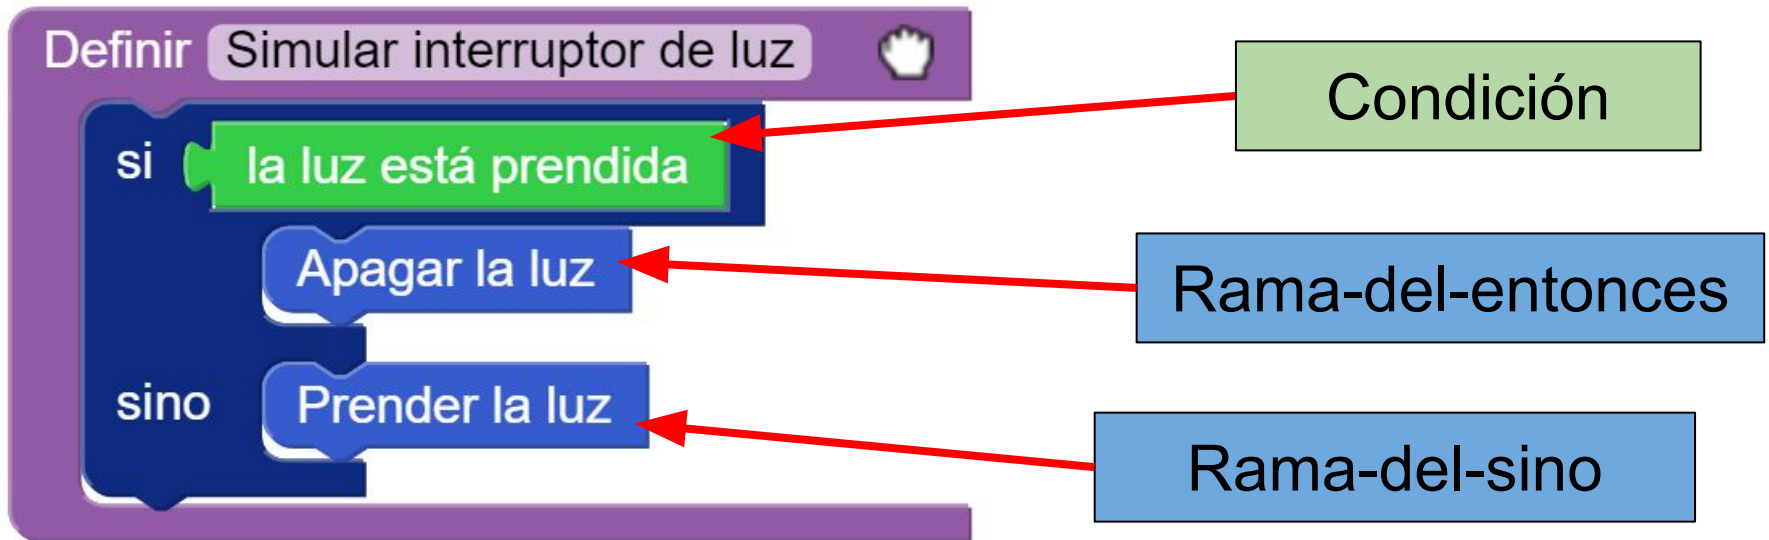 Definir Simular interruptor de luz
Condición
si la luz está prendida
Apagar la luz
Rama-del-entonces
sino Prender la luz
Rama-del-sino